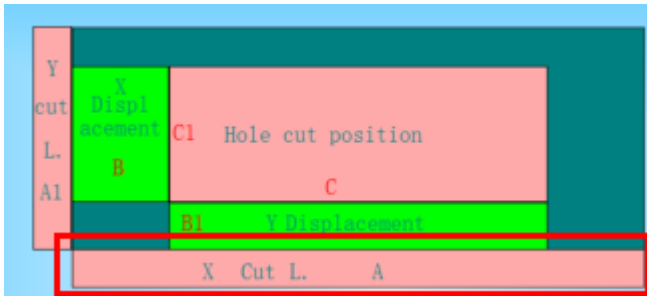 Y
cut
L.
A1
X
Displ
acement
B
C1 Hole cut position
C
B1 Y Displacement
X Cut L. A